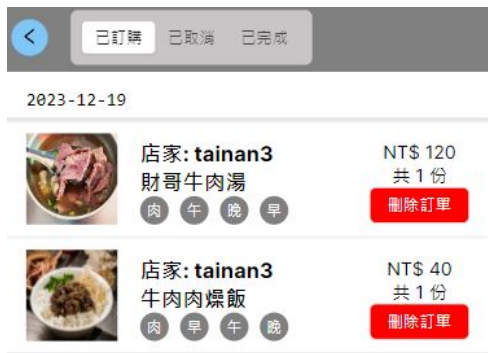 已訂購 已取消 已完成
2023-12-19
店家: tainan3
財哥牛肉湯
肉 午 晚 早
NT$ 120
共 1 份
刪除訂單
店家: tainan3
牛肉肉燥飯
肉 早 午 晚
NT$ 40
共 1 份
刪除訂單